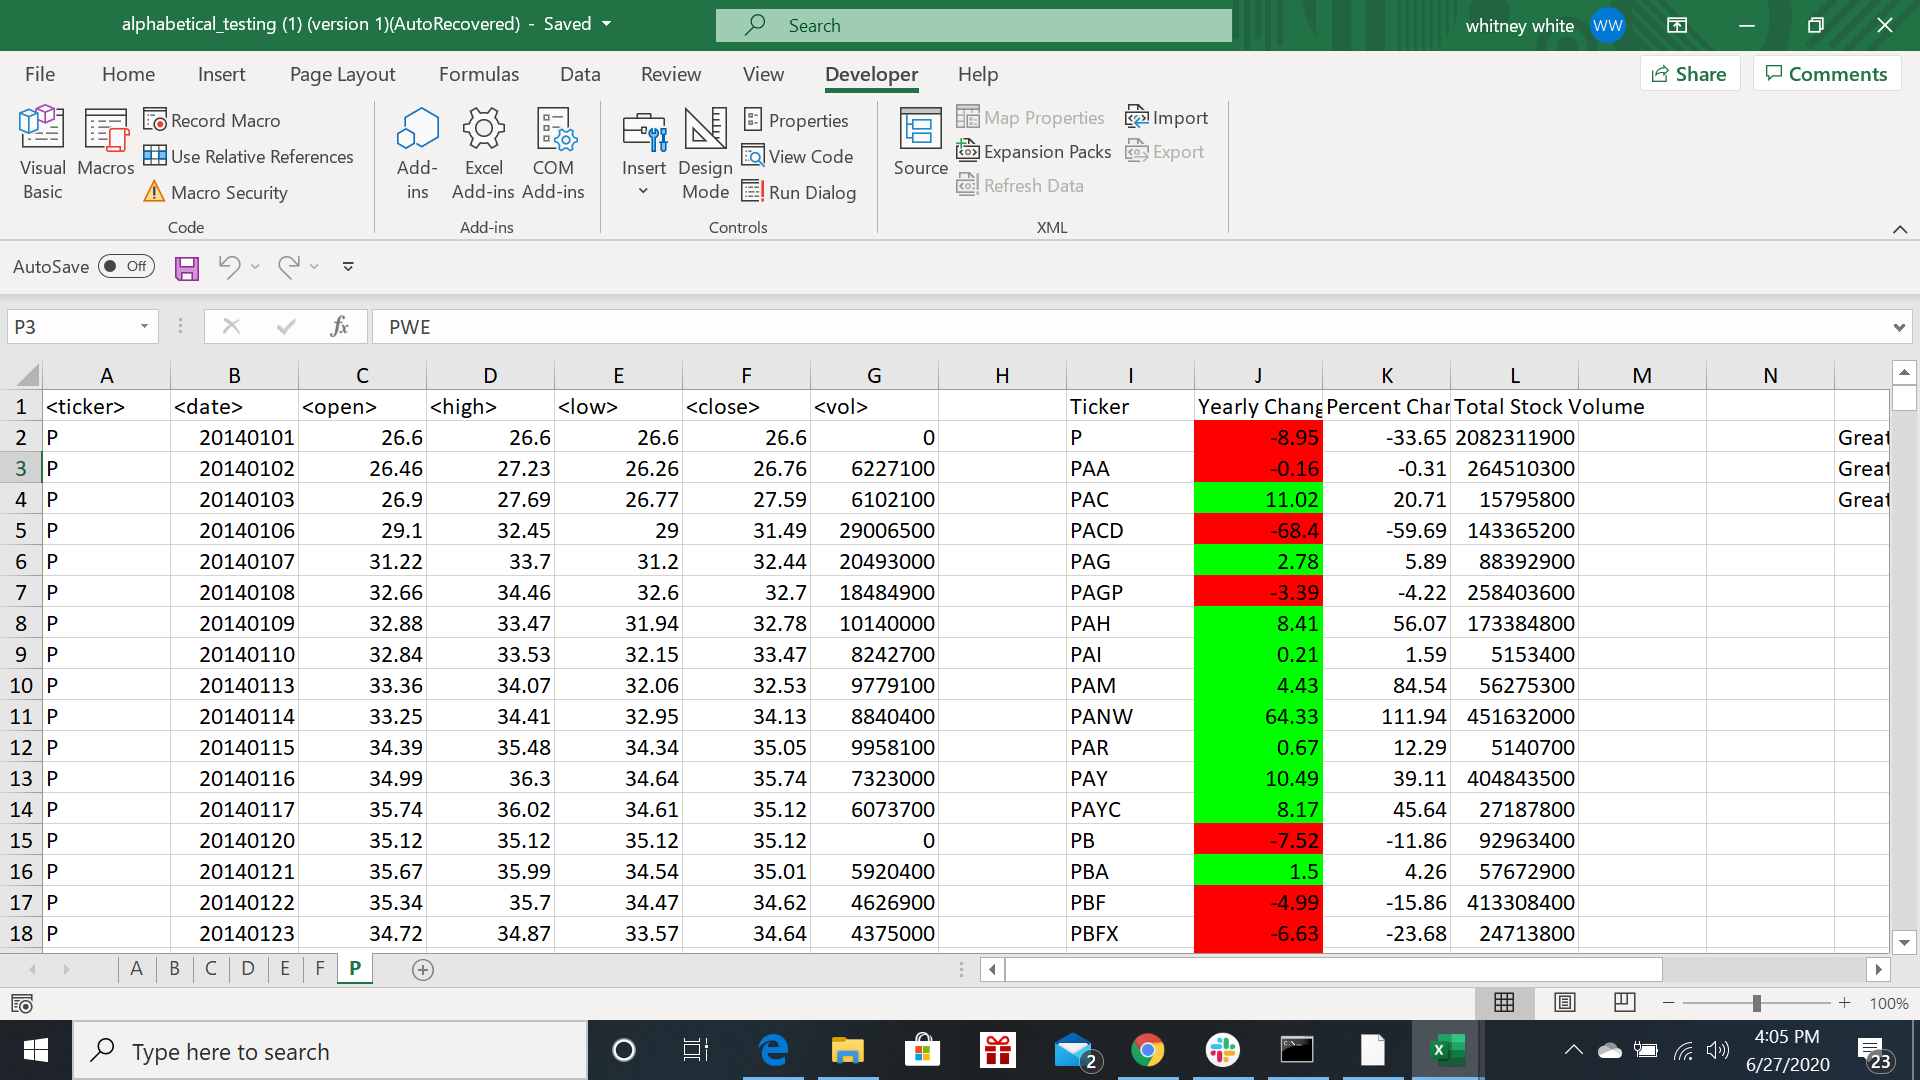 alphabetical_testing (1) (version 1)(AutoRecovered) - Saved
Search
whitney white WW
File Home Insert Page Layout Formulas Data Review View Developer Help Share Comments
Visual Basic
Macros
Record Macro
Use Relative References
Macro Security
Code
Add-ins
Excel Add-ins
COM Add-ins
Add-ins
Insert
Design Mode
Properties
View Code
Run Dialog
Controls
Source
Map Properties
Expansion Packs
Refresh Data
Import
Export
XML
AutoSave Off
P3 fx PWE
A B C D E F G H I J K L M N
1 <ticker> <date> <open> <high> <low> <close> <vol> Ticker Yearly Chang Percent Char Total Stock Volume
2 P 20140101 26.6 26.6 26.6 26.6 0 P -8.95 -33.65 2082311900 Great
3 P 20140102 26.46 27.23 26.26 26.76 6227100 PAA -0.16 -0.31 264510300 Great
4 P 20140103 26.9 27.69 26.77 27.59 6102100 PAC 11.02 20.71 15795800 Great
5 P 20140106 29.1 32.45 29 31.49 29006500 PACD -68.4 -59.69 143365200
6 P 20140107 31.22 33.7 31.2 32.44 20493000 PAG 2.78 5.89 88392900
7 P 20140108 32.66 34.46 32.6 32.7 18484900 PAGP -3.39 -4.22 258403600
8 P 20140109 32.88 33.47 31.94 32.78 10140000 PAH 8.41 56.07 173384800
9 P 20140110 32.84 33.53 32.15 33.47 8242700 PAI 0.21 1.59 5153400
10 P 20140113 33.36 34.07 32.06 32.53 9779100 PAM 4.43 84.54 56275300
11 P 20140114 33.25 34.41 32.95 34.13 8840400 PANW 64.33 111.94 451632000
12 P 20140115 34.39 35.48 34.34 35.05 9958100 PAR 0.67 12.29 5140700
13 P 20140116 34.99 36.3 34.64 35.74 7323000 PAY 10.49 39.11 404843500
14 P 20140117 35.74 36.02 34.61 35.12 6073700 PAYC 8.17 45.64 27187800
15 P 20140120 35.12 35.12 35.12 35.12 0 PB -7.52 -11.86 92963400
16 P 20140121 35.67 35.99 34.54 35.01 5920400 PBA 1.5 4.26 57672900
17 P 20140122 35.34 35.7 34.47 34.62 4626900 PBF -4.99 -15.86 413308400
18 P 20140123 34.72 34.87 33.57 34.64 4375000 PBFX -6.63 -23.68 24713800
A B C D E F P
100%
Type here to search
2
4:05 PM
6/27/2020
23